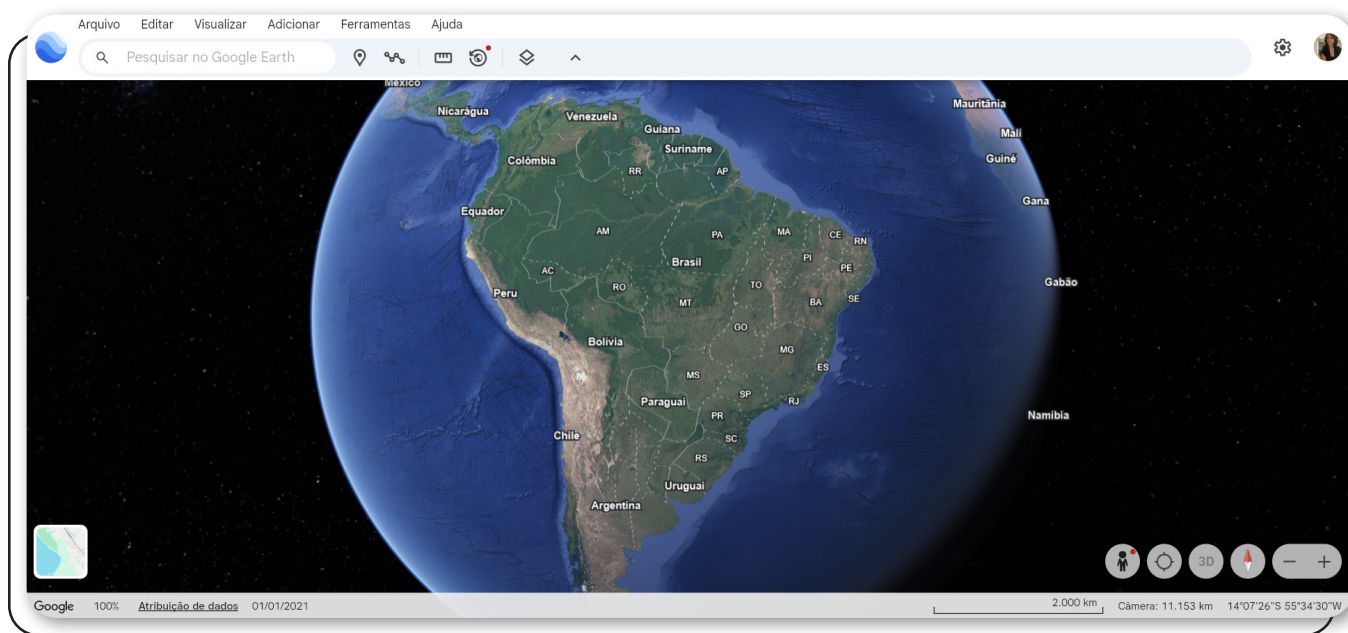 Arquivo Editar Visualizar Adicionar Ferramentas Ajuda
Pesquisar no Google Earth
México
Nicarágua
Venezuela
Guiana
Suriname
Colômbia
RR
AP
Equador
AM
PA
MA
CE
RN
Brasil
PI
PE
AC
RO
TO
Peru
MT
BA
SE
GO
Bolívia
MG
ES
MS
SP
Paraguai
RJ
PR
Chile
SC
RS
Uruguai
Argentina
Mauritânia
Mali
Guiné
Gana
Gabão
Namíbia
3D
Google 100% Atribuição de dados 01/01/2021 2.000 km Câmera: 11.153 km 14°07'26"S 55°34'30"W